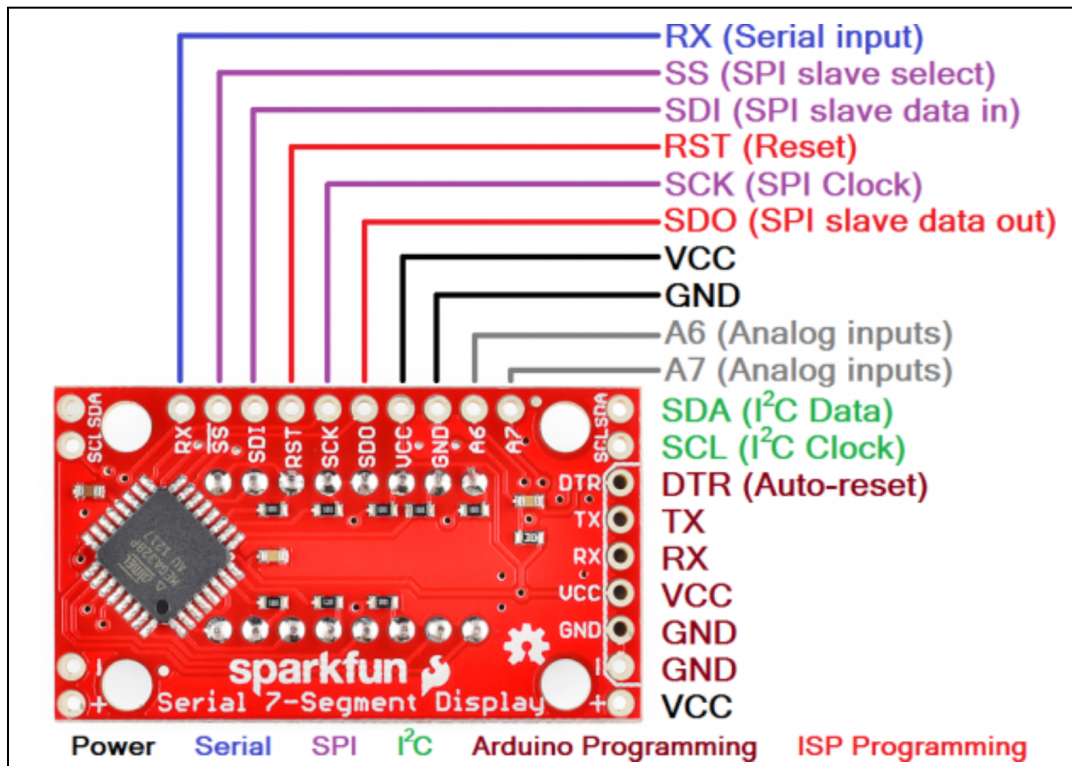 RX (Serial input)
SS (SPI slave select)
SDI (SPI slave data in)
RST (Reset)
SCK (SPI Clock)
SDO (SPI slave data out)
VCC
GND
A6 (Analog inputs)
A7 (Analog inputs)
SDA (I²C Data)
SCL (I²C Clock)
DTR (Auto-reset)
TX
RX
VCC
GND
GND
VCC
SDA
SCL
RX
SS
SDI
RST
SCK
SDO
VCC
GND
A6
A7
SDA
SCL
DTR
TX
RX
VCC
GND
-
+
-
+
ATMEL
MEGA328P
AU 1217
sparkfun
Serial 7-Segment Display
Power Serial SPI I²C Arduino Programming ISP Programming